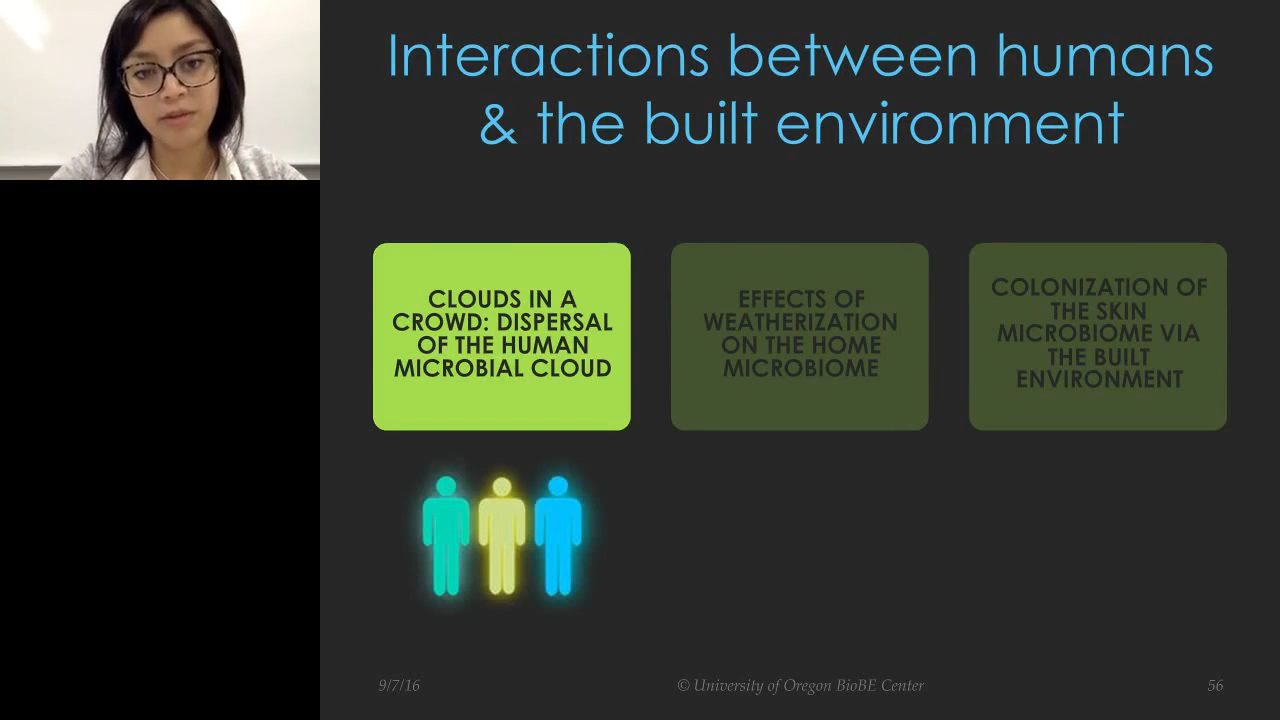 Interactions between humans
& the built environment
CLOUDS IN A
CROWD: DISPERSAL
OF THE HUMAN
MICROBIAL CLOUD
EFFECTS OF
WEATHERIZATION
ON THE HOME
MICROBIOME
COLONIZATION OF
THE SKIN
MICROBIOME VIA
THE BUILT
ENVIRONMENT
9/7/16
© University of Oregon BioBE Center
56